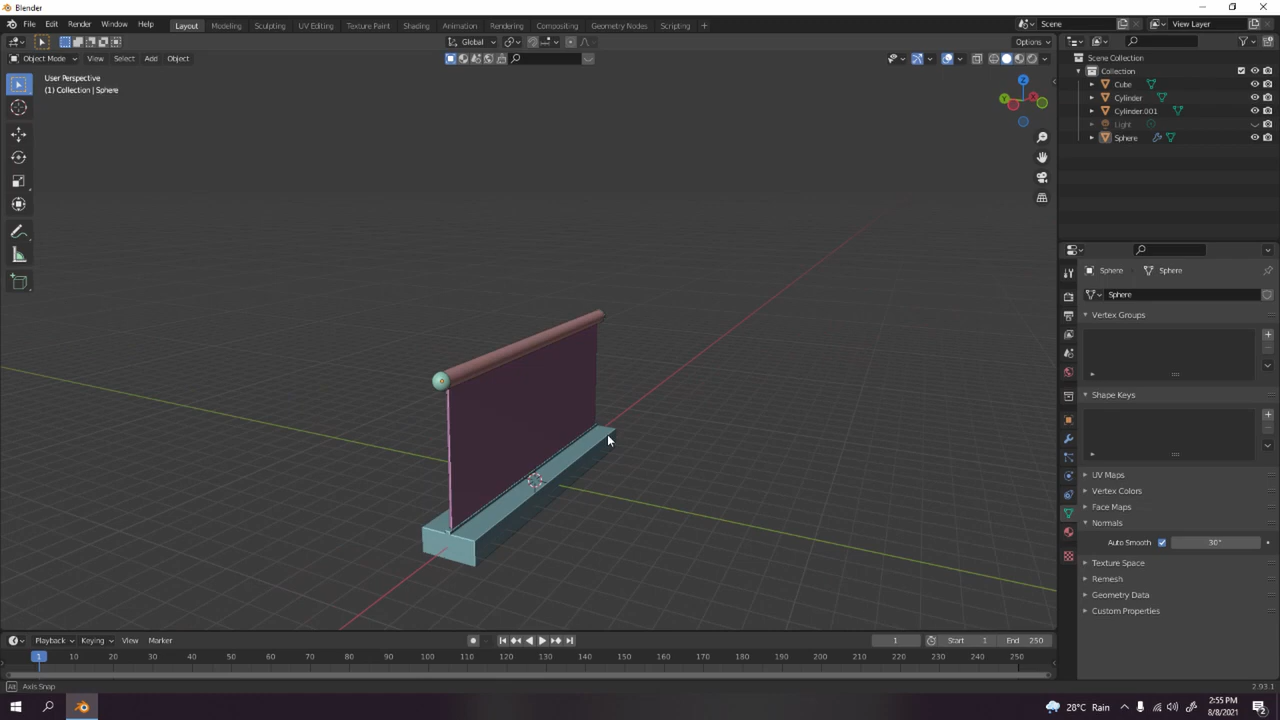 Blender
File Edit Render Window Help
Layout Modeling Sculpting UV Editing Texture Paint Shading Animation Rendering Compositing Geometry Nodes Scripting +
Scene
View Layer
Global
Options
Object Mode View Select Add Object
User Perspective
(1) Collection | Sphere
Z
Y
X
Scene Collection
Collection
Cube
Cylinder
Cylinder.001
Light
Sphere
Sphere Sphere
Sphere
Vertex Groups
Shape Keys
UV Maps
Vertex Colors
Face Maps
Normals
Auto Smooth 30°
Texture Space
Remesh
Geometry Data
Custom Properties
Playback Keying View Marker
1 Start 1 End 250
1 10 20 30 40 50 60 70 80 90 100 110 120 130 140 150 160 170 180 190 200 210 220 230 240 250
Axis Snap
2.93.1
28°C Rain
2:55 PM
8/8/2021
2